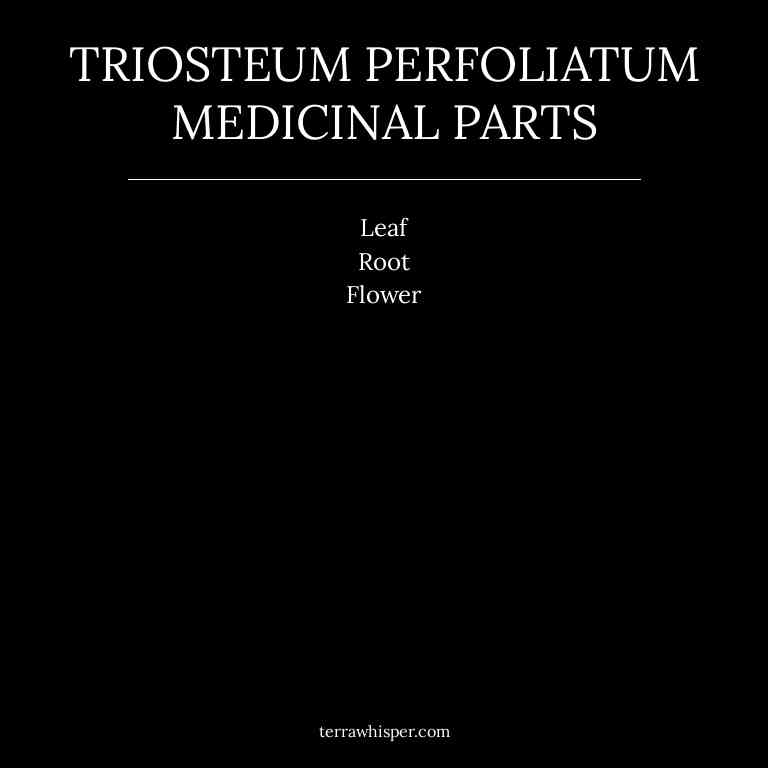 TRIOSTEUM PERFOLIATUM
MEDICINAL PARTS
Leaf
Root
Flower
terrawhisper.com